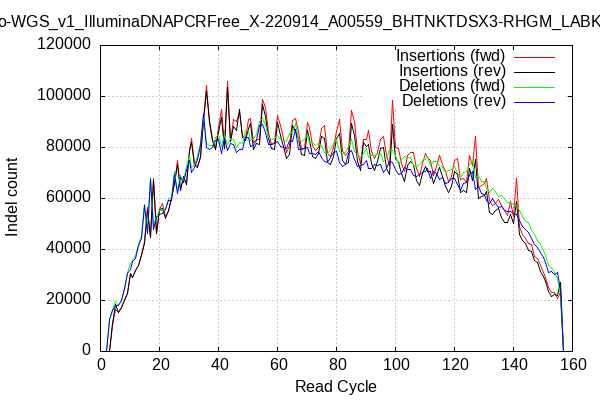 o-WGS_v1_IlluminaDNAPCRFree_X-220914_A00559_BHTNKTDSX3-RHGM_LABK
120000
100000
80000
60000
40000
20000
0
Indel count
Insertions (fwd)
Insertions (rev)
Deletions (fwd)
Deletions (rev)
0 20 40 60 80 100 120 140 160
Read Cycle